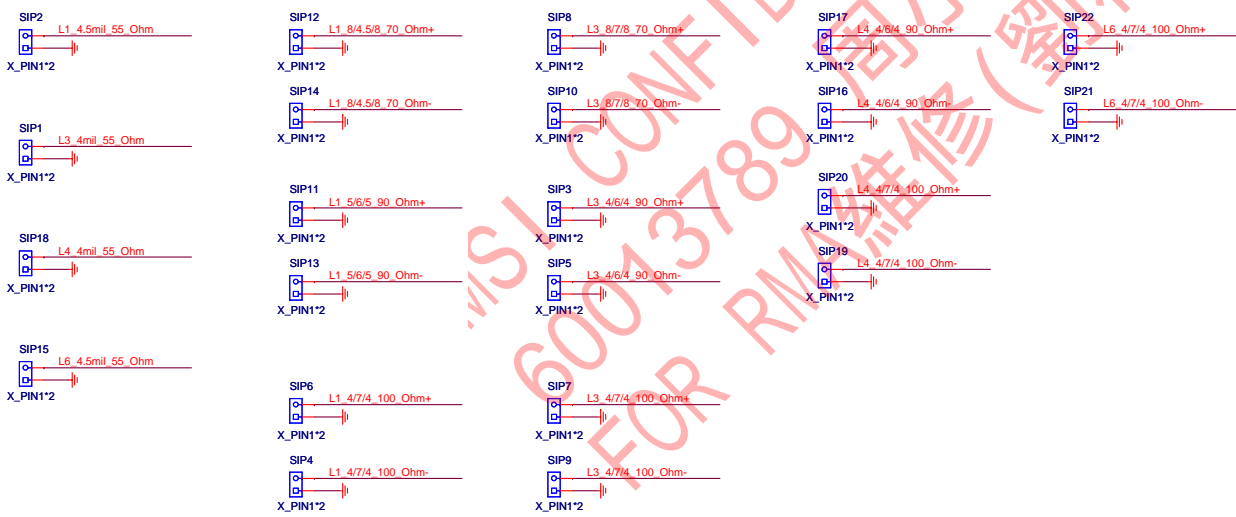 SIP2
L1_4.5mil_55_Ohm
X_PIN1*2
SIP1
L3_4mil_55_Ohm
X_PIN1*2
SIP18
L4_4mil_55_Ohm
X_PIN1*2
SIP15
L6_4.5mil_55_Ohm
X_PIN1*2
SIP12
L1_8/4.5/8_70_Ohm+
X_PIN1*2
SIP14
L1_8/4.5/8_70_Ohm-
X_PIN1*2
SIP11
L1_5/6/5_90_Ohm+
X_PIN1*2
SIP13
L1_5/6/5_90_Ohm-
X_PIN1*2
SIP6
L1_4/7/4_100_Ohm+
X_PIN1*2
SIP4
L1_4/7/4_100_Ohm-
X_PIN1*2
SIP8
L3_8/7/8_70_Ohm+
X_PIN1*2
SIP10
L3_8/7/8_70_Ohm-
X_PIN1*2
SIP3
L3_4/6/4_90_Ohm+
X_PIN1*2
SIP5
L3_4/6/4_90_Ohm-
X_PIN1*2
SIP7
L3_4/7/4_100_Ohm+
X_PIN1*2
SIP9
L3_4/7/4_100_Ohm-
X_PIN1*2
SIP17
L4_4/6/4_90_Ohm+
X_PIN1*2
SIP16
L4_4/6/4_90_Ohm-
X_PIN1*2
SIP20
L4_4/7/4_100_Ohm+
X_PIN1*2
SIP19
L4_4/7/4_100_Ohm-
X_PIN1*2
SIP22
L6_4/7/4_100_Ohm+
X_PIN1*2
SIP21
L6_4/7/4_100_Ohm-
X_PIN1*2
MSI
60013789 周
FOR RMA維修(劉